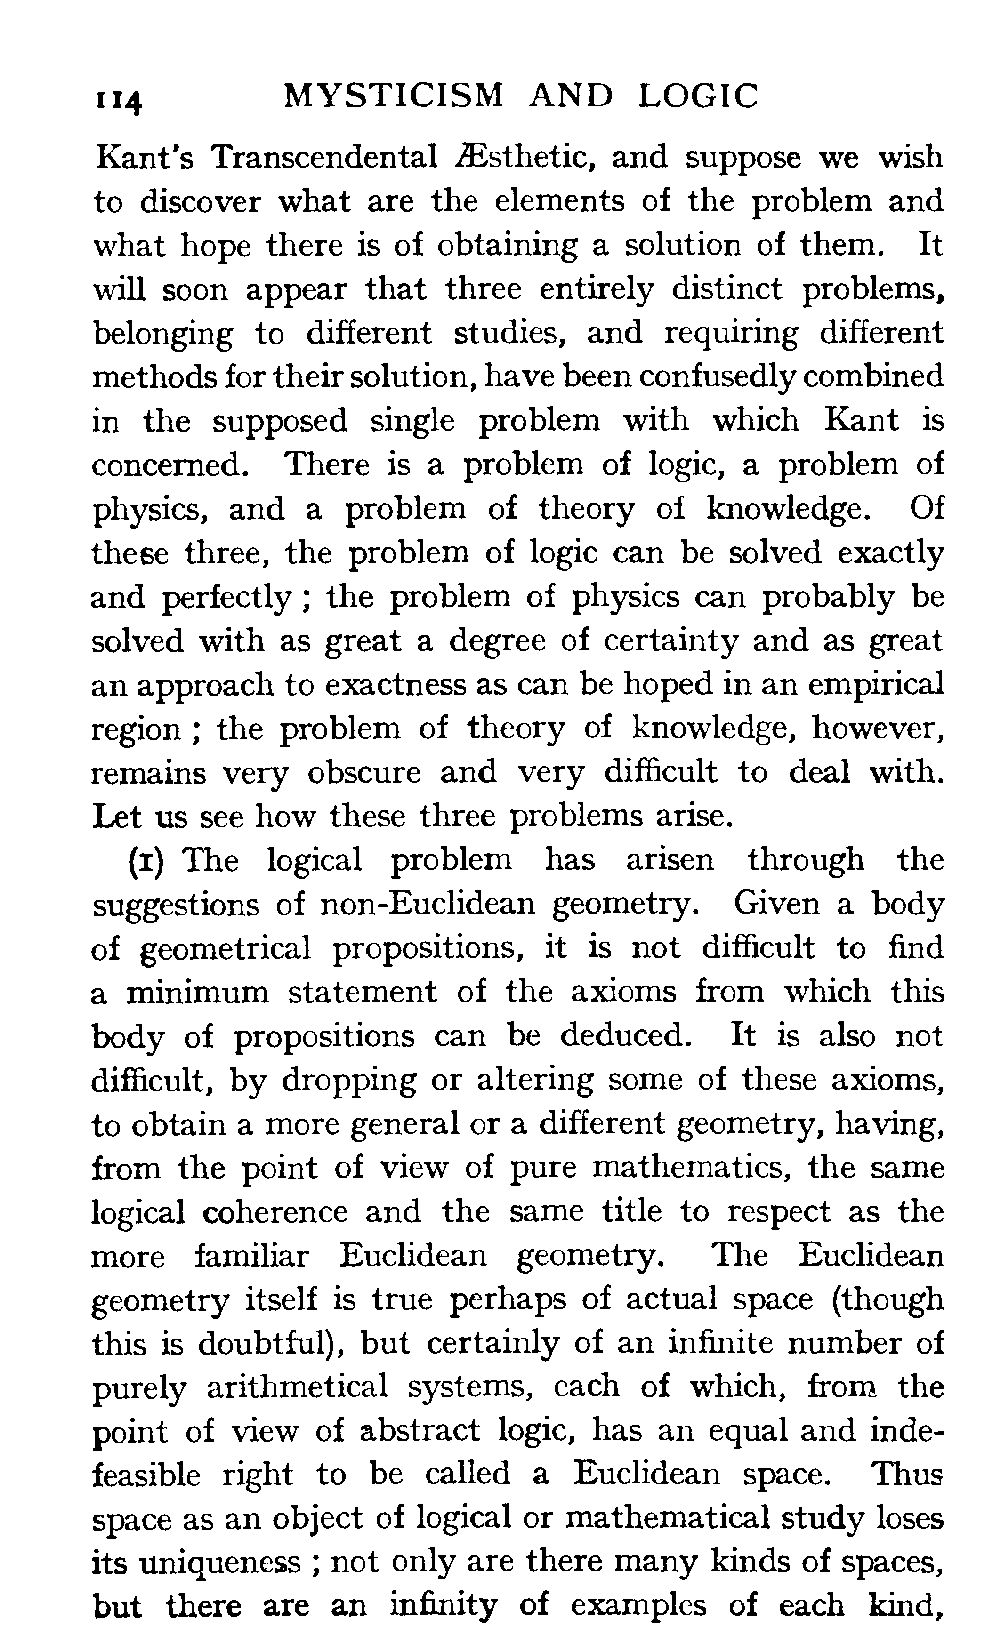 114 MYSTICISM AND LOGIC
Kant's Transcendental Æsthetic, and suppose we wish
to discover what are the elements of the problem and
what hope there is of obtaining a solution of them. It
will soon appear that three entirely distinct problems,
belonging to different studies, and requiring different
methods for their solution, have been confusedly combined
in the supposed single problem with which Kant is
concerned. There is a problem of logic, a problem of
physics, and a problem of theory of knowledge. Of
these three, the problem of logic can be solved exactly
and perfectly ; the problem of physics can probably be
solved with as great a degree of certainty and as great
an approach to exactness as can be hoped in an empirical
region ; the problem of theory of knowledge, however,
remains very obscure and very difficult to deal with.
Let us see how these three problems arise.
(1) The logical problem has arisen through the
suggestions of non-Euclidean geometry. Given a body
of geometrical propositions, it is not difficult to find
a minimum statement of the axioms from which this
body of propositions can be deduced. It is also not
difficult, by dropping or altering some of these axioms,
to obtain a more general or a different geometry, having,
from the point of view of pure mathematics, the same
logical coherence and the same title to respect as the
more familiar Euclidean geometry. The Euclidean
geometry itself is true perhaps of actual space (though
this is doubtful), but certainly of an infinite number of
purely arithmetical systems, each of which, from the
point of view of abstract logic, has an equal and inde-
feasible right to be called a Euclidean space. Thus
space as an object of logical or mathematical study loses
its uniqueness ; not only are there many kinds of spaces,
but there are an infinity of examples of each kind,